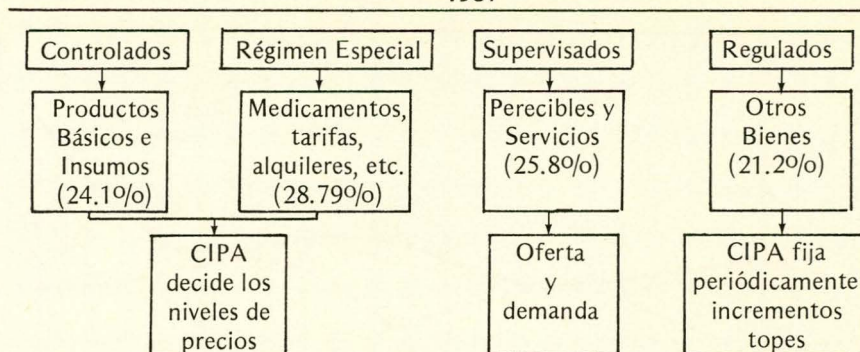 Controlados
Régimen Especial
Supervisados
Regulados
Productos
Básicos e
Insumos
(24.1º/o)
Medicamentos,
tarifas,
alquileres, etc.
(28.79º/o)
Perecibles y
Servicios
(25.8º/o)
Otros
Bienes
(21.2º/o)
CIPA
decide los
niveles de
precios
Oferta
y
demanda
CIPA fija
periódicamente
incrementos
topes